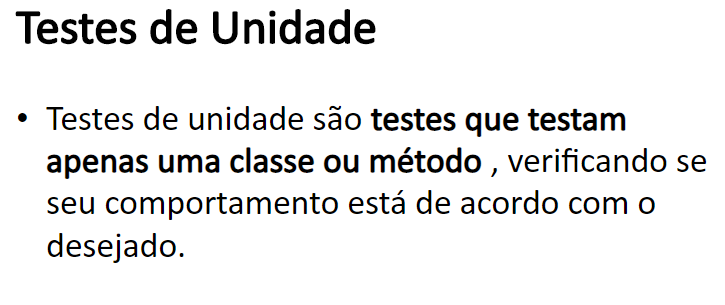 Testes de Unidade
• Testes de unidade são testes que testam
apenas uma classe ou método , verificando se
seu comportamento está de acordo com o
desejado.